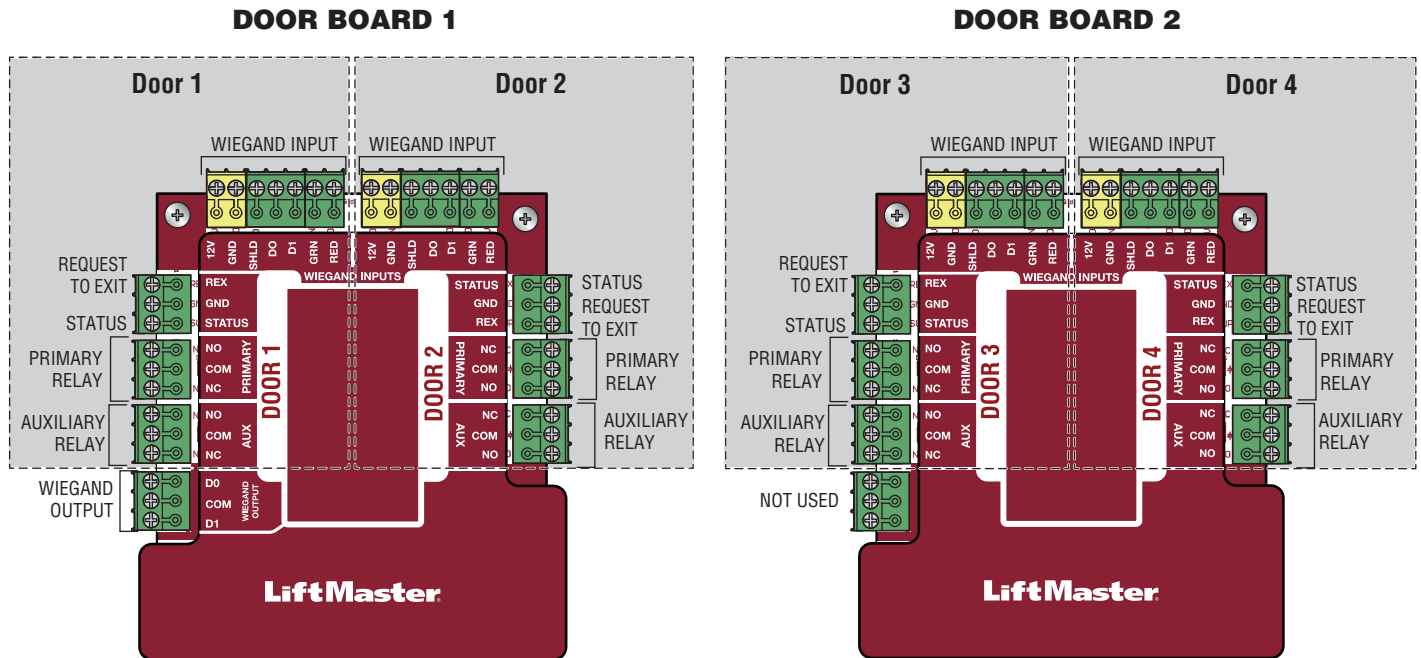 DOOR BOARD 1
Door 1
Door 2
WIEGAND INPUT
WIEGAND INPUT
12V GND SHLD DO D1 GRN RED
12V GND SHLD DO D1 GRN RED
WIEGAND INPUTS
REQUEST
TO EXIT
STATUS
PRIMARY
RELAY
AUXILIARY
RELAY
WIEGAND
OUTPUT
REX
GND
STATUS
NO
COM
NC
PRIMARY
NO
COM
NC
AUX
D0
COM
D1
WIEGAND
OUTPUT
DOOR 1
DOOR 2
STATUS
GND
REX
PRIMARY
NC
COM
NO
AUX
NC
COM
NO
STATUS
REQUEST
TO EXIT
PRIMARY
RELAY
AUXILIARY
RELAY
LiftMaster
DOOR BOARD 2
Door 3
Door 4
WIEGAND INPUT
WIEGAND INPUT
12V GND SHLD DO D1 GRN RED
12V GND SHLD DO D1 GRN RED
WIEGAND INPUTS
REQUEST
TO EXIT
STATUS
PRIMARY
RELAY
AUXILIARY
RELAY
NOT USED
REX
GND
STATUS
NO
COM
NC
PRIMARY
NO
COM
NC
AUX
DOOR 3
DOOR 4
STATUS
GND
REX
PRIMARY
NC
COM
NO
AUX
NC
COM
NO
STATUS
REQUEST
TO EXIT
PRIMARY
RELAY
AUXILIARY
RELAY
LiftMaster